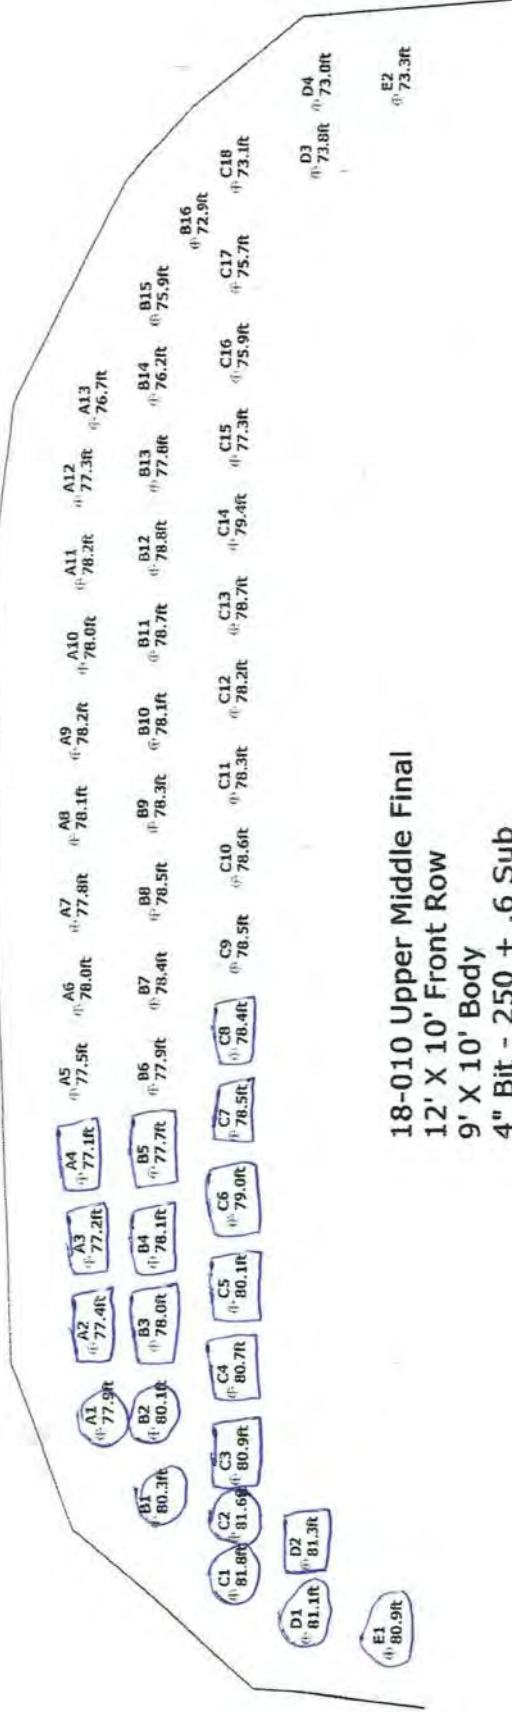 A1
77.9ft
A2
77.4ft
A3
77.2ft
A4
77.1ft
A5
77.5ft
A6
78.0ft
A7
77.8ft
A8
78.1ft
A9
78.2ft
A10
78.0ft
A11
78.2ft
A12
77.3ft
A13
76.7ft
B1
80.3ft
B2
80.1ft
B3
78.0ft
B4
78.1ft
B5
77.7ft
B6
77.9ft
B7
78.4ft
B8
78.5ft
B9
78.3ft
B10
78.1ft
B11
78.7ft
B12
78.8ft
B13
77.8ft
B14
76.2ft
B15
75.9ft
B16
72.9ft
C1
81.8ft
C2
81.6ft
C3
80.9ft
C4
80.7ft
C5
80.1ft
C6
79.0ft
C7
78.5ft
C8
78.4ft
C9
78.5ft
C10
78.6ft
C11
78.3ft
C12
78.2ft
C13
78.7ft
C14
79.4ft
C15
77.3ft
C16
75.9ft
C17
75.7ft
C18
73.1ft
D1
81.1ft
D2
81.3ft
D3
73.8ft
D4
73.0ft
E1
80.9ft
E2
73.3ft
18-010 Upper Middle Final
12' X 10' Front Row
9' X 10' Body
4" Bit - 250 + .6 Sub